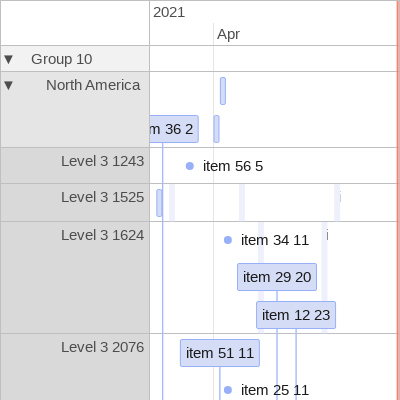 2021
Apr
▼ Group 10
▼ North America
m 36 2
Level 3 1243
item 56 5
Level 3 1525
i
Level 3 1624
item 34 11
i
item 29 20
item 12 23
Level 3 2076
item 51 11
item 25 11